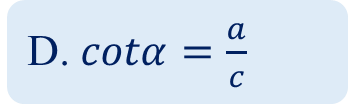 D. cotα = a/c